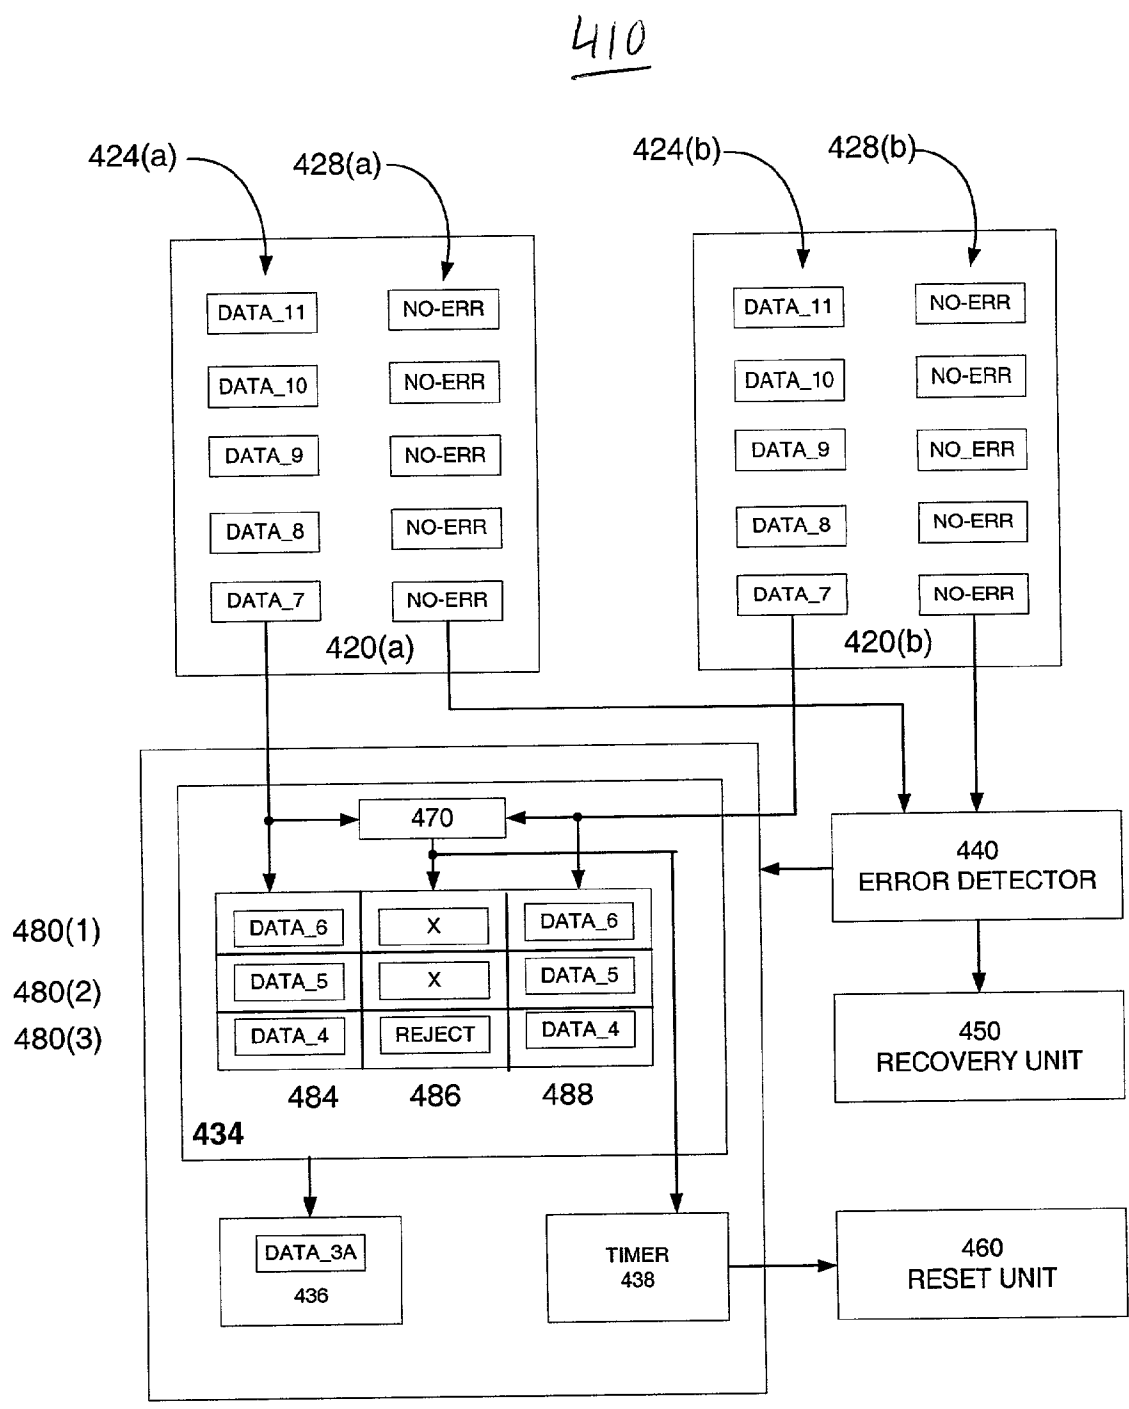 410
424(a) 428(a) 424(b) 428(b)
DATA_11 NO-ERR DATA_11 NO-ERR
DATA_10 NO-ERR DATA_10 NO-ERR
DATA_9 NO-ERR DATA_9 NO_ERR
DATA_8 NO-ERR DATA_8 NO-ERR
DATA_7 NO-ERR DATA_7 NO-ERR
420(a) 420(b)
470
440
ERROR DETECTOR
480(1) DATA_6 X DATA_6
480(2) DATA_5 X DATA_5
480(3) DATA_4 REJECT DATA_4
450
RECOVERY UNIT
484 486 488
434
DATA_3A
436
TIMER
438
460
RESET UNIT